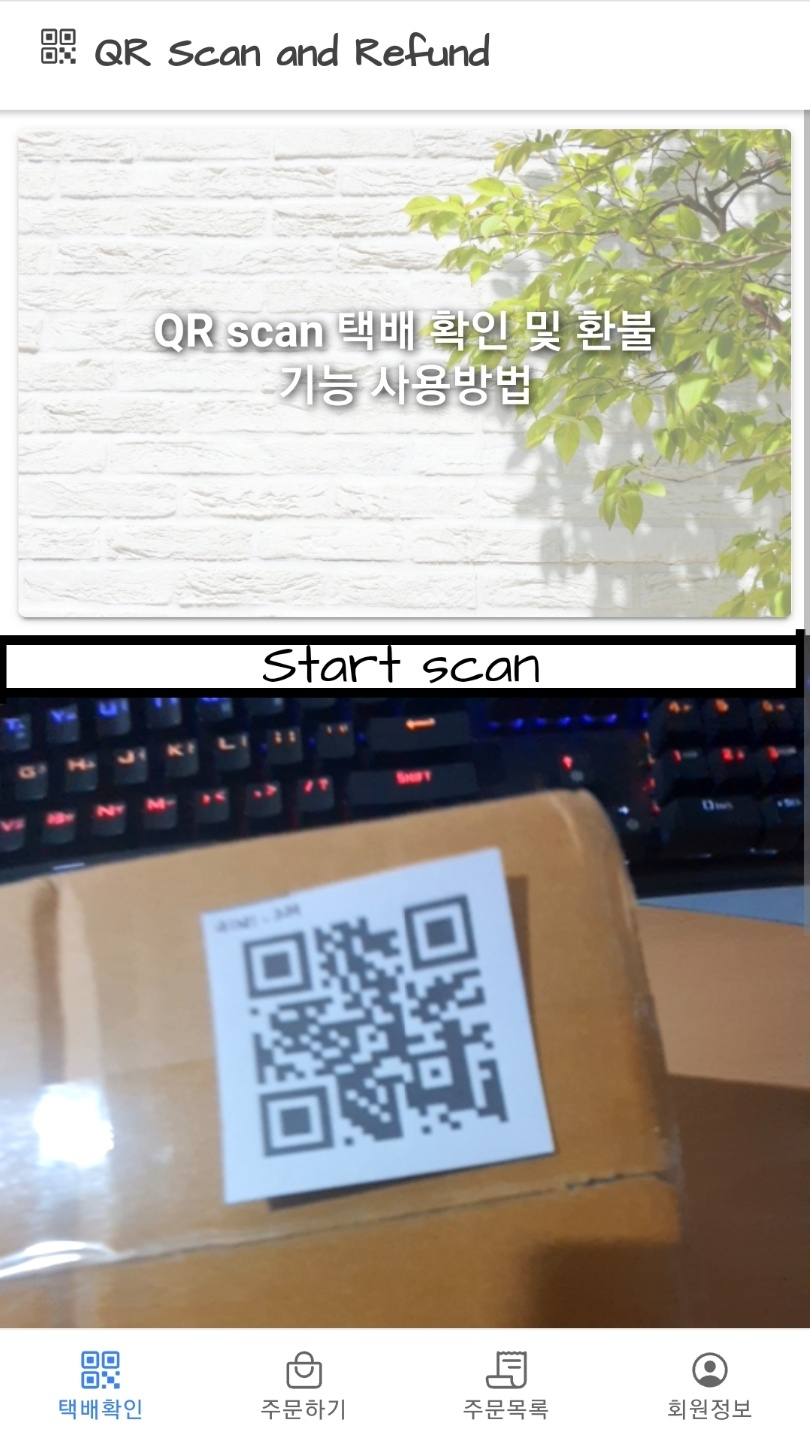 QR Scan and Refund
QR scan 택배 확인 및 환불
기능 사용방법
Start scan
G H J K L
SHIFT
V B N M
택배확인
주문하기
주문목록
회원정보